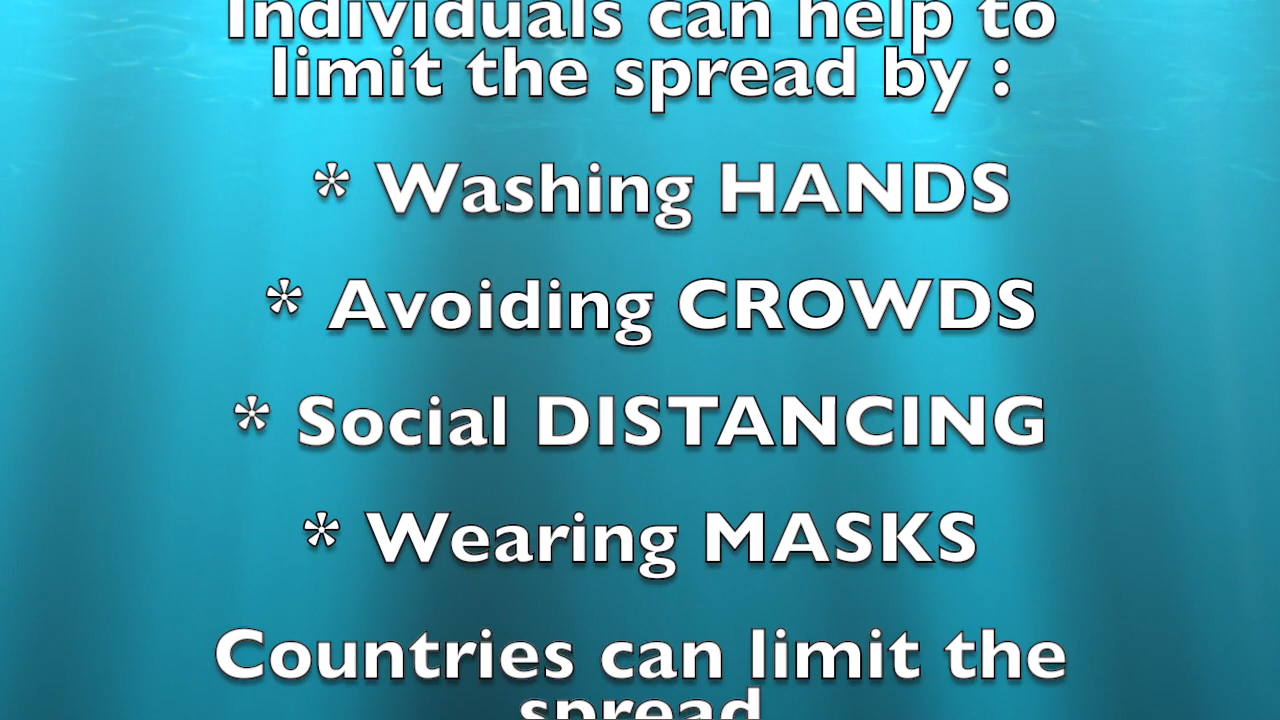 Individuals can help to
limit the spread by :
* Washing HANDS
* Avoiding CROWDS
* Social DISTANCING
* Wearing MASKS
Countries can limit the
spread